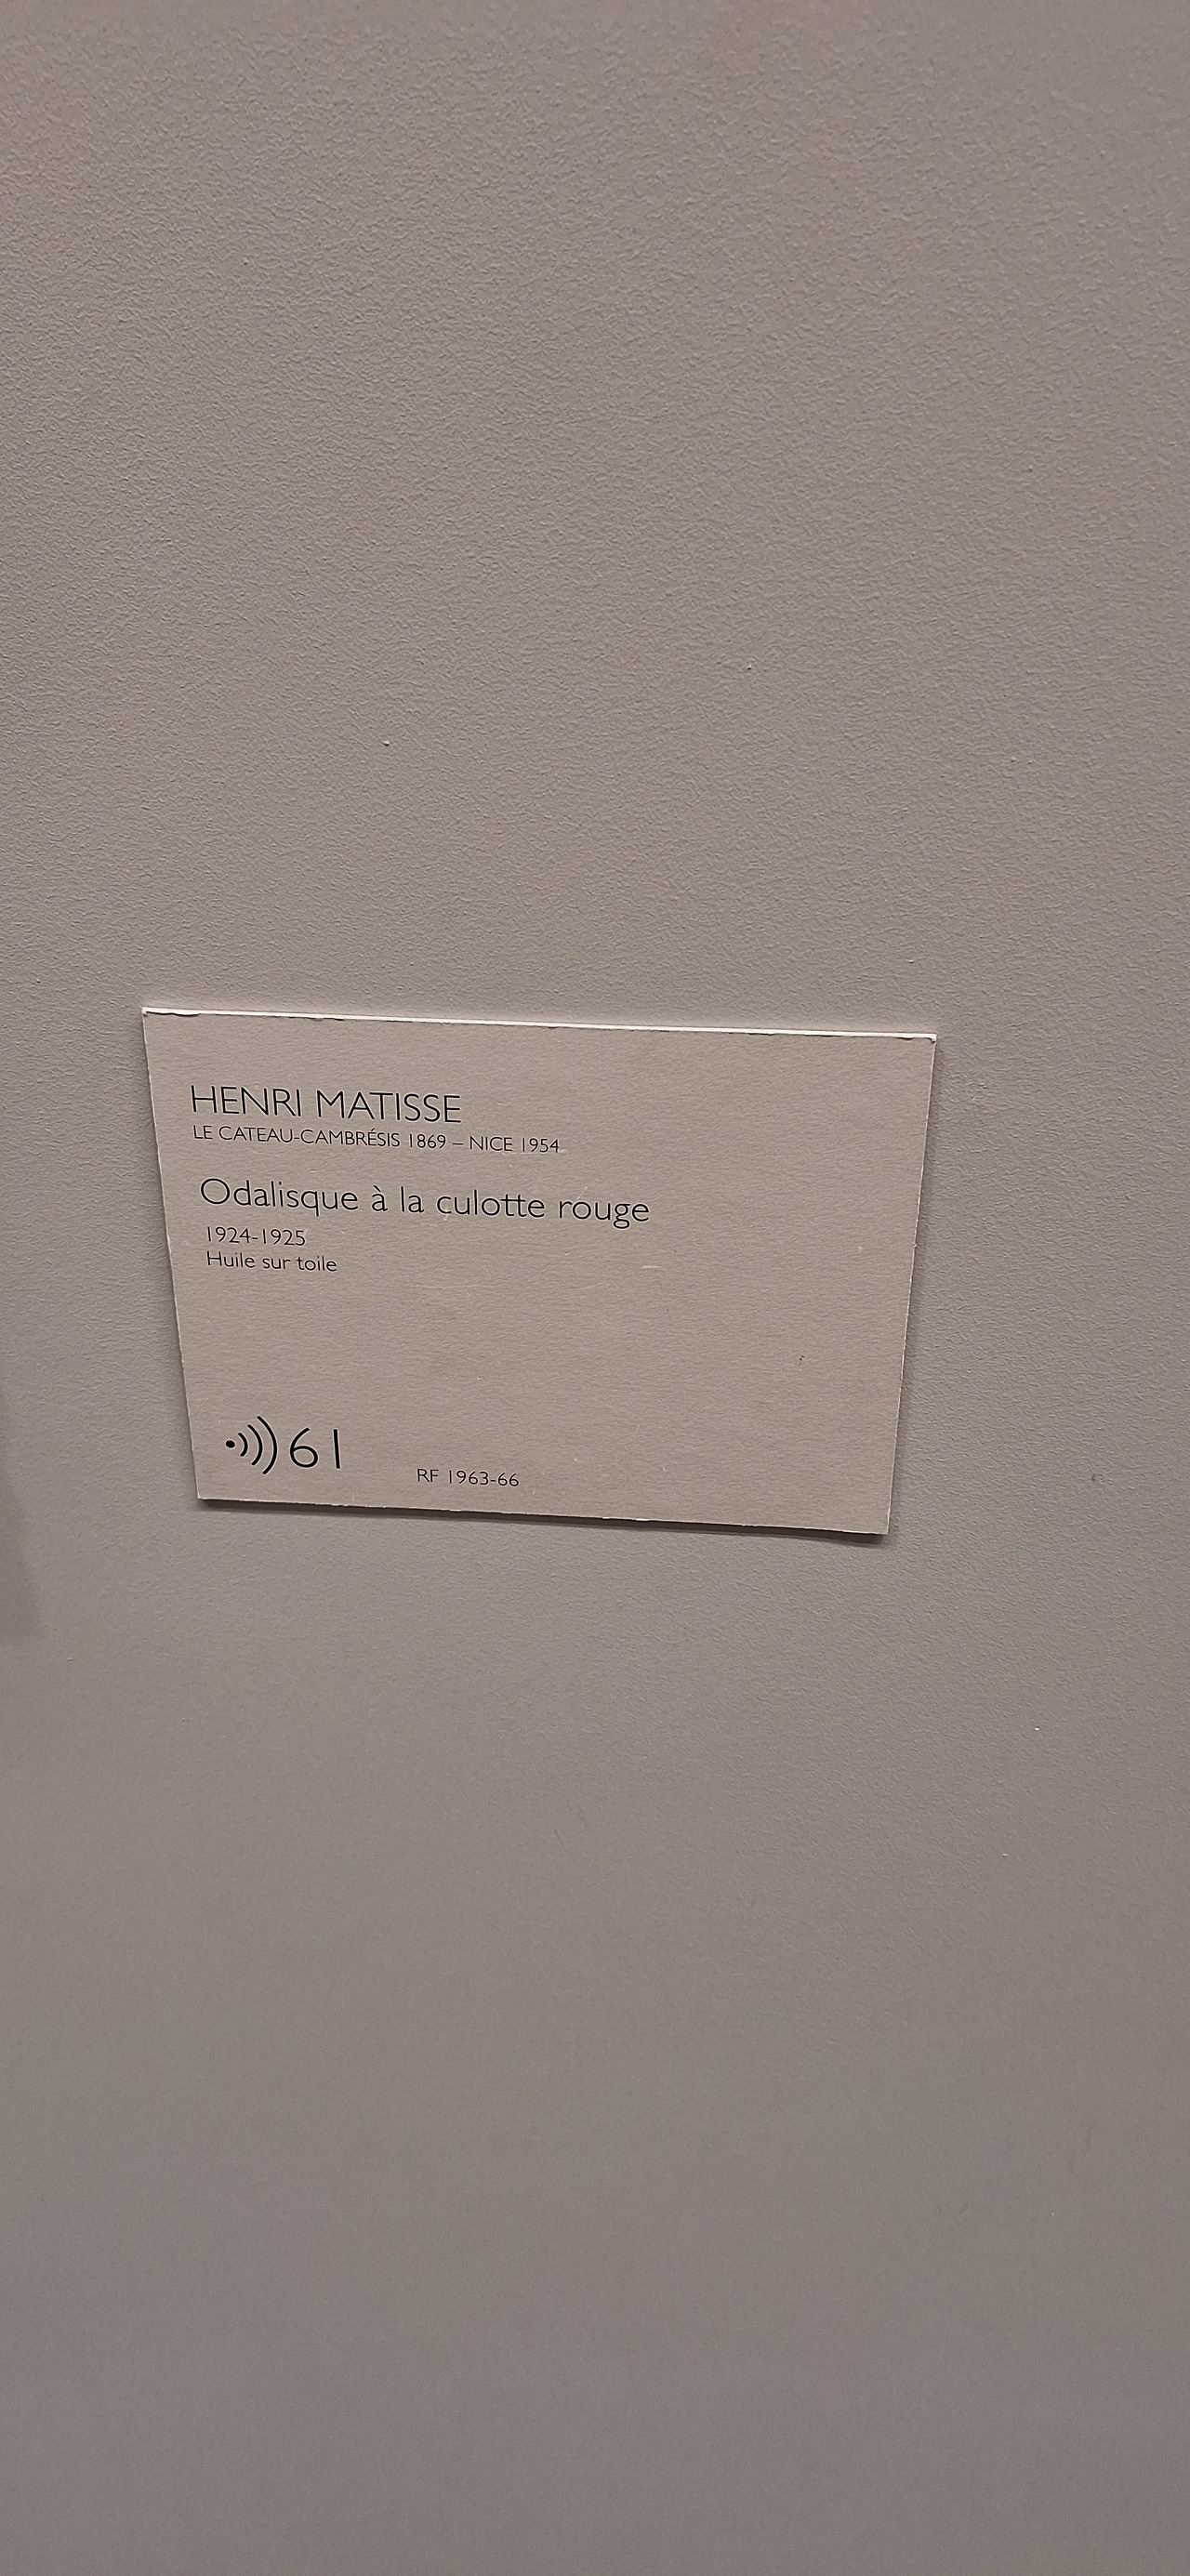 HENRI MATISSE
LE CATEAU-CAMBRÉSIS 1869 – NICE 1954
Odalisque à la culotte rouge
1924-1925
Huile sur toile
61
RF 1963-66